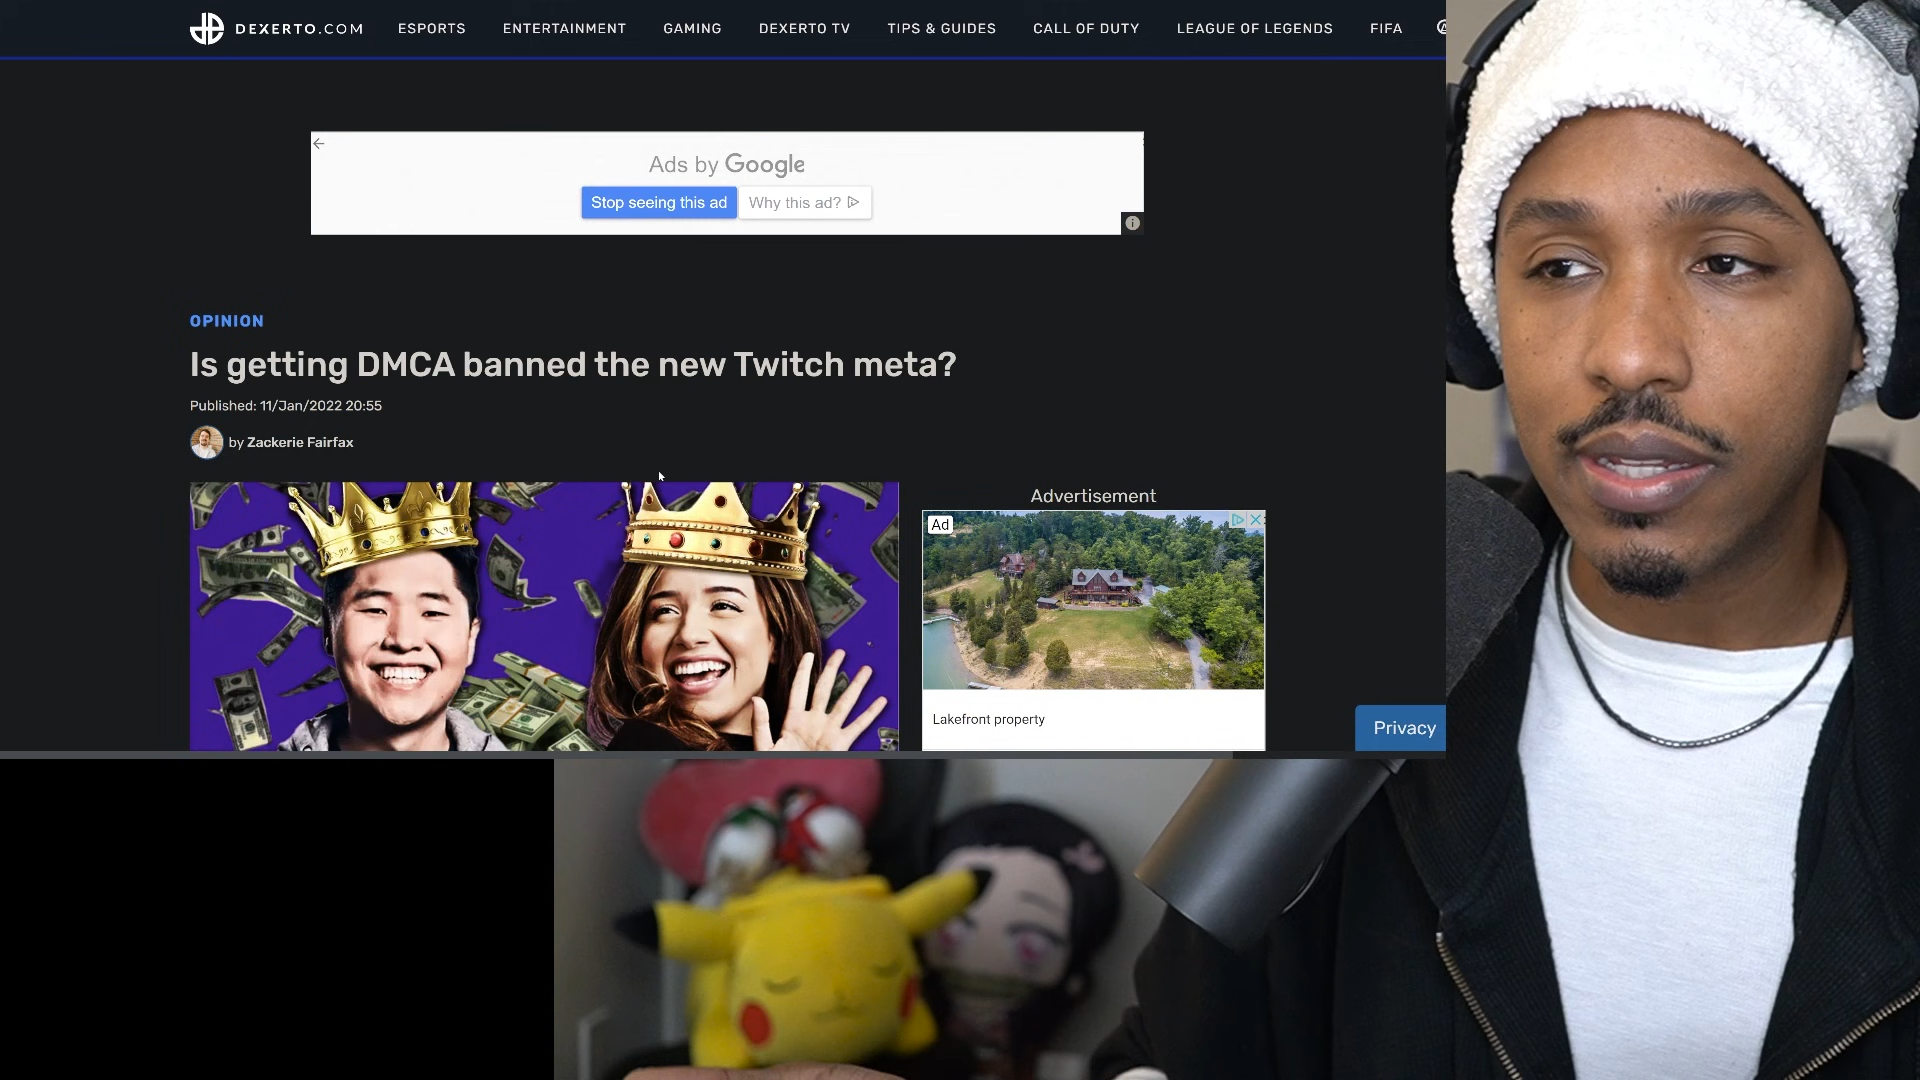 DEXERTO.COM
ESPORTS
ENTERTAINMENT
GAMING
DEXERTO TV
TIPS & GUIDES
CALL OF DUTY
LEAGUE OF LEGENDS
FIFA
Ads by Google
Stop seeing this ad
Why this ad?
OPINION
Is getting DMCA banned the new Twitch meta?
Published: 11/Jan/2022 20:55
by Zackerie Fairfax
Advertisement
Ad
Lakefront property
Privacy